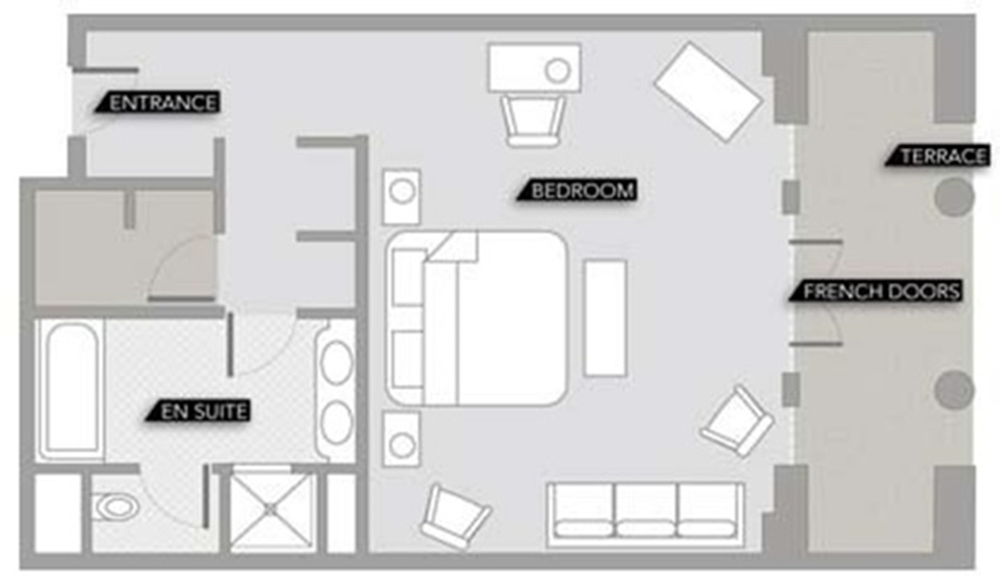 ENTRANCE
TERRACE
BEDROOM
FRENCH DOORS
EN SUITE